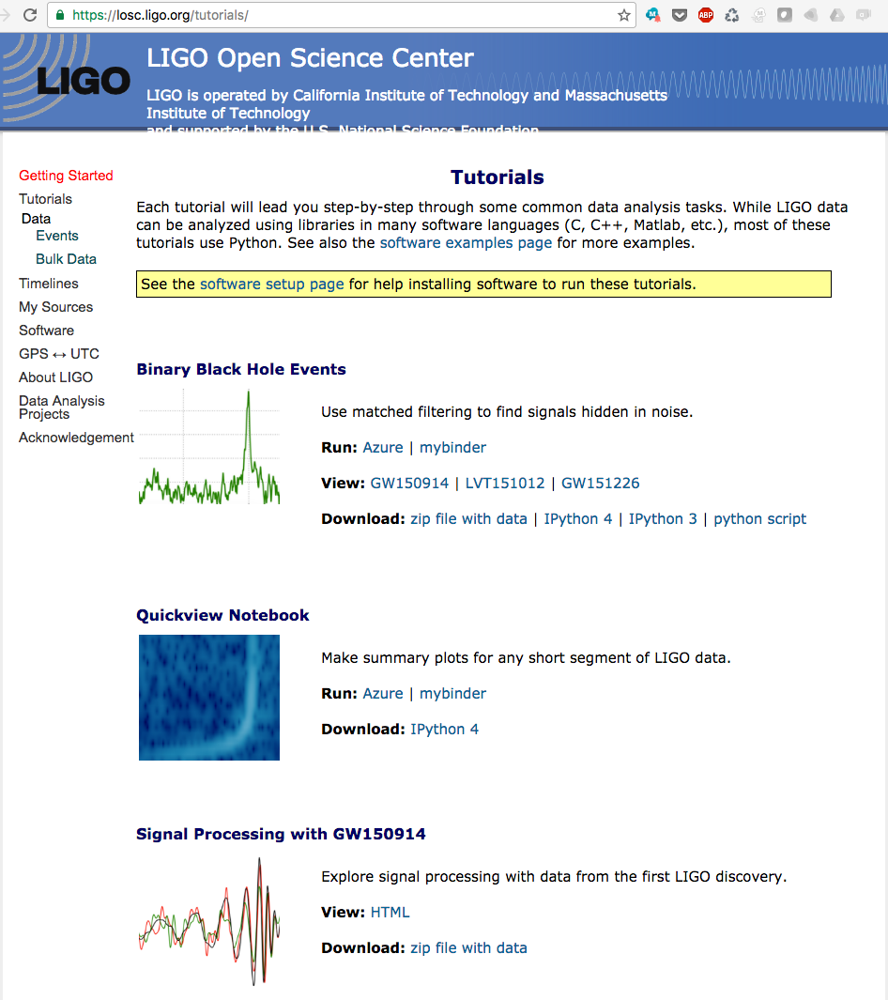 https://losc.ligo.org/tutorials/
ABP
LIGO
LIGO Open Science Center
LIGO is operated by California Institute of Technology and Massachusetts
Institute of Technology
and supported by the U.S. National Science Foundation
Getting Started
Tutorials
Data
Events
Bulk Data
Timelines
My Sources
Software
GPS ↔ UTC
About LIGO
Data Analysis
Projects
Acknowledgement
Tutorials
Each tutorial will lead you step-by-step through some common data analysis tasks. While LIGO data
can be analyzed using libraries in many software languages (C, C++, Matlab, etc.), most of these
tutorials use Python. See also the software examples page for more examples.
See the software setup page for help installing software to run these tutorials.
Binary Black Hole Events
Use matched filtering to find signals hidden in noise.
Run: Azure | mybinder
View: GW150914 | LVT151012 | GW151226
Download: zip file with data | IPython 4 | IPython 3 | python script
Quickview Notebook
Make summary plots for any short segment of LIGO data.
Run: Azure | mybinder
Download: IPython 4
Signal Processing with GW150914
Explore signal processing with data from the first LIGO discovery.
View: HTML
Download: zip file with data